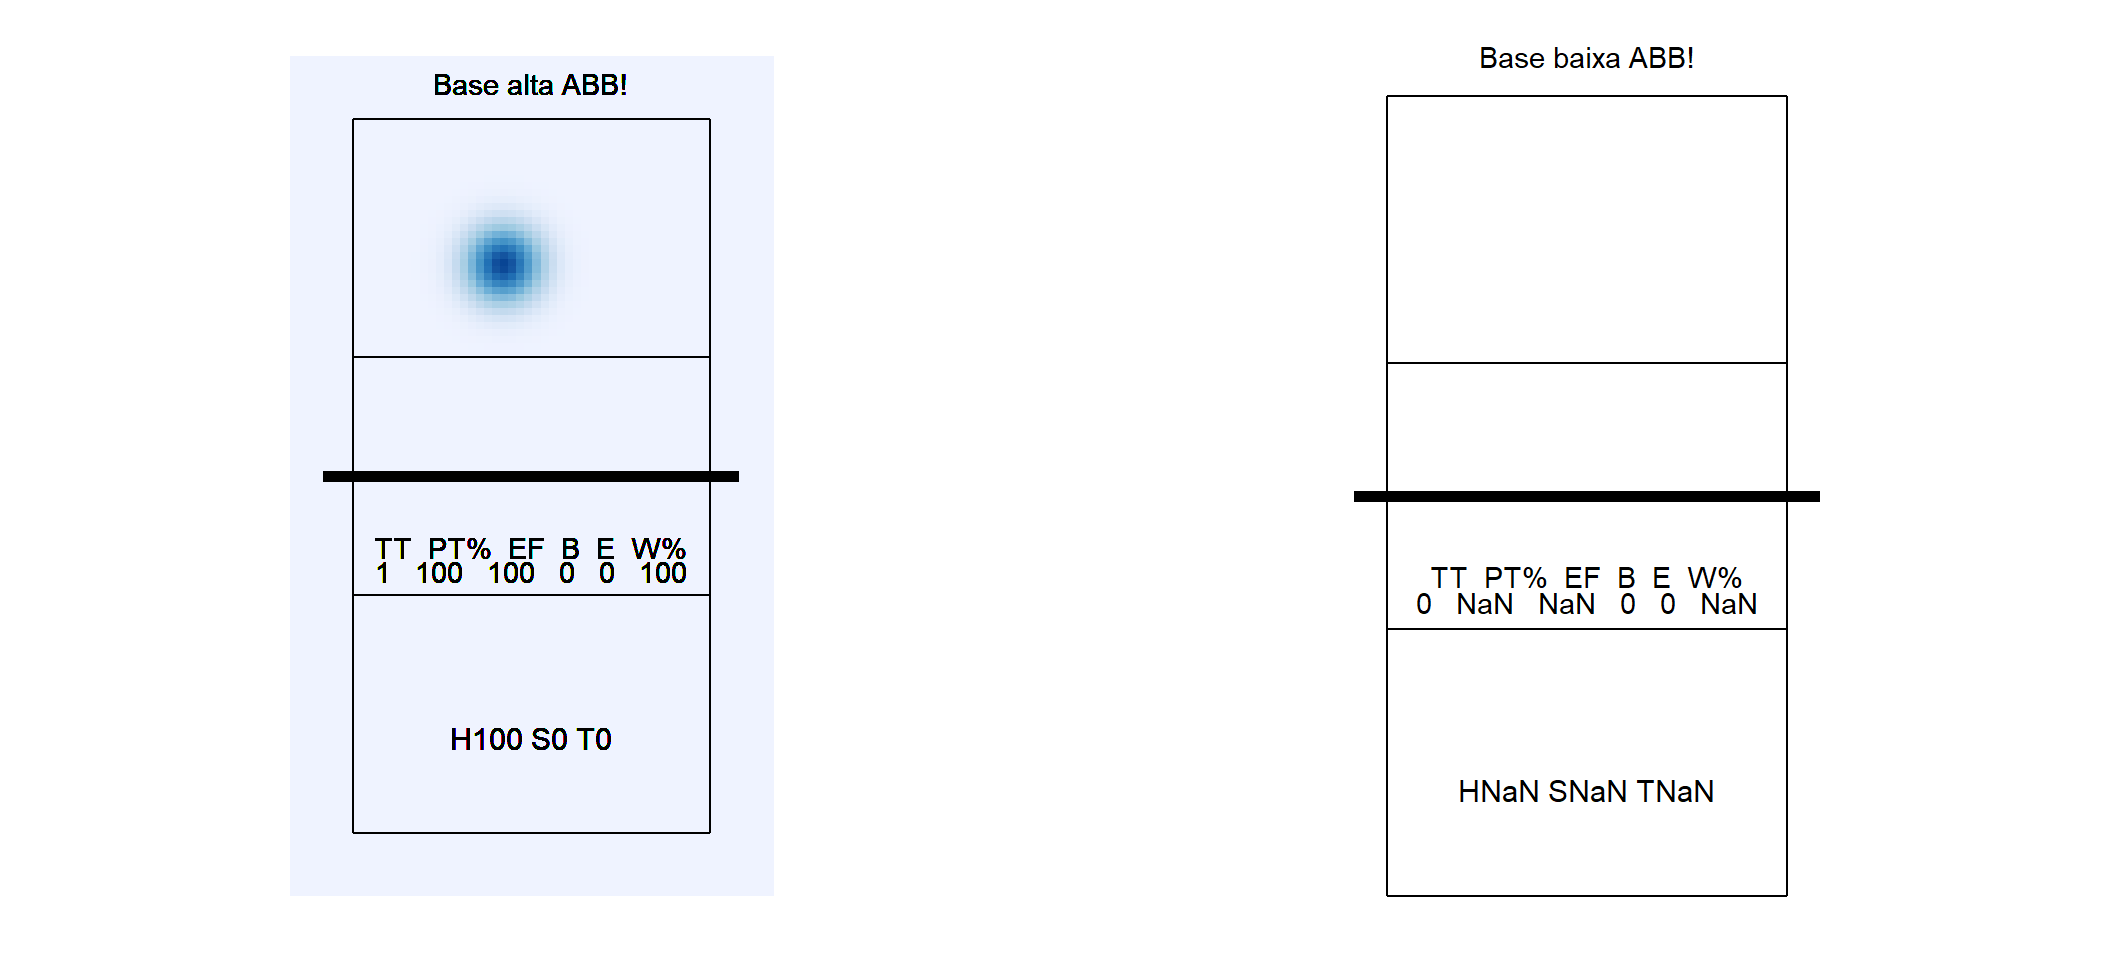 Base alta ABB!
TT PT% EF B E W%
1 100 100 0 0 100
H100 S0 T0
Base baixa ABB!
TT PT% EF B E W%
0 NaN NaN 0 0 NaN
HNaN SNaN TNaN